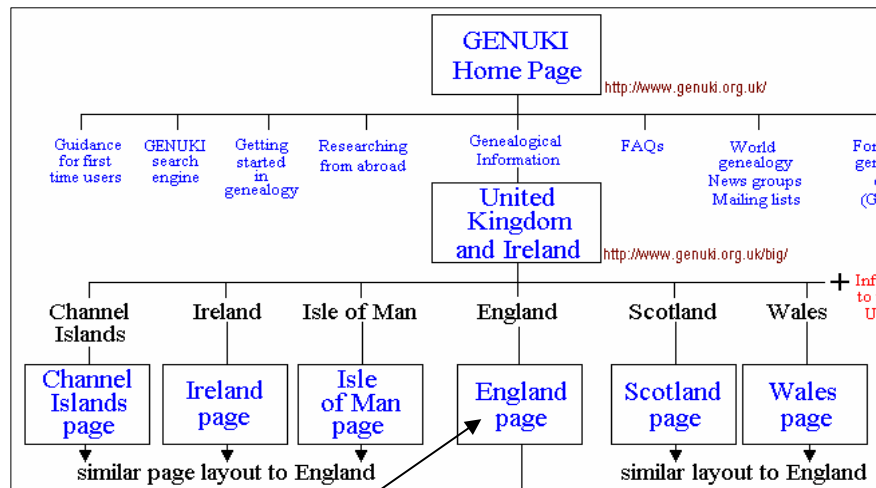 GENUKI
Home Page
http://www.genuki.org.uk/
Guidance
for first
time users
GENUKI
search
engine
Getting
started
in
genealogy
Researching
from abroad
Genealogical
Information
FAQs
World
genealogy
News groups
Mailing lists
United
Kingdom
and Ireland
http://www.genuki.org.uk/big/
Channel
Islands
Ireland
Isle of Man
England
Scotland
Wales
+
Channel
Islands page
Ireland
page
Isle
of Man
page
England
page
Scotland
page
Wales
page
similar page layout to England
similar layout to England